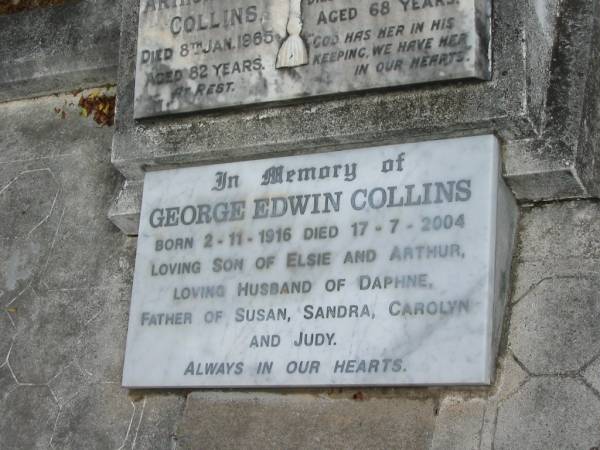 COLLINS,
DIED 8TH JAN. 1965
AGED 82 YEARS.
AT REST.
AGED 68 YEARS.
"GOD HAS HER IN HIS
KEEPING, WE HAVE HER
IN OUR HEARTS.
In Memory of
GEORGE EDWIN COLLINS
BORN 2-11-1916 DIED 17-7-2004
LOVING SON OF ELSIE AND ARTHUR,
LOVING HUSBAND OF DAPHNE,
FATHER OF SUSAN, SANDRA, CAROLYN
AND JUDY.
ALWAYS IN OUR HEARTS.